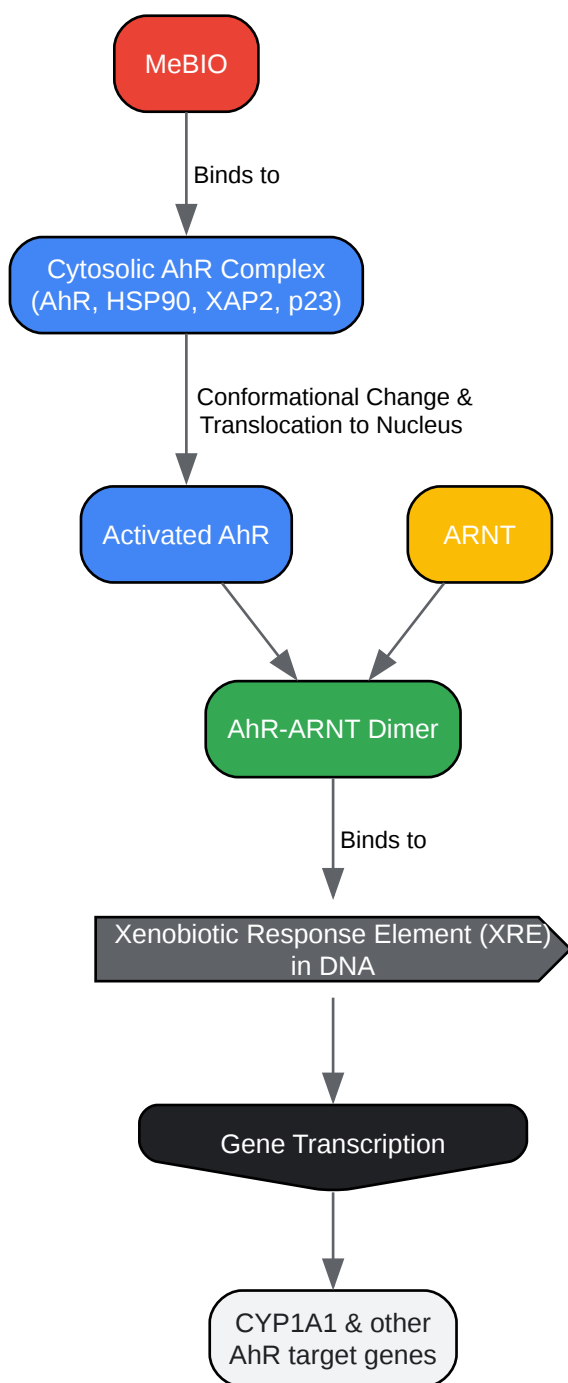 MeBIO
Binds to
Cytosolic AhR Complex
(AhR, HSP90, XAP2, p23)
Conformational Change &
Translocation to Nucleus
Activated AhR
ARNT
AhR-ARNT Dimer
Binds to
Xenobiotic Response Element (XRE)
in DNA
Gene Transcription
CYP1A1 & other
AhR target genes